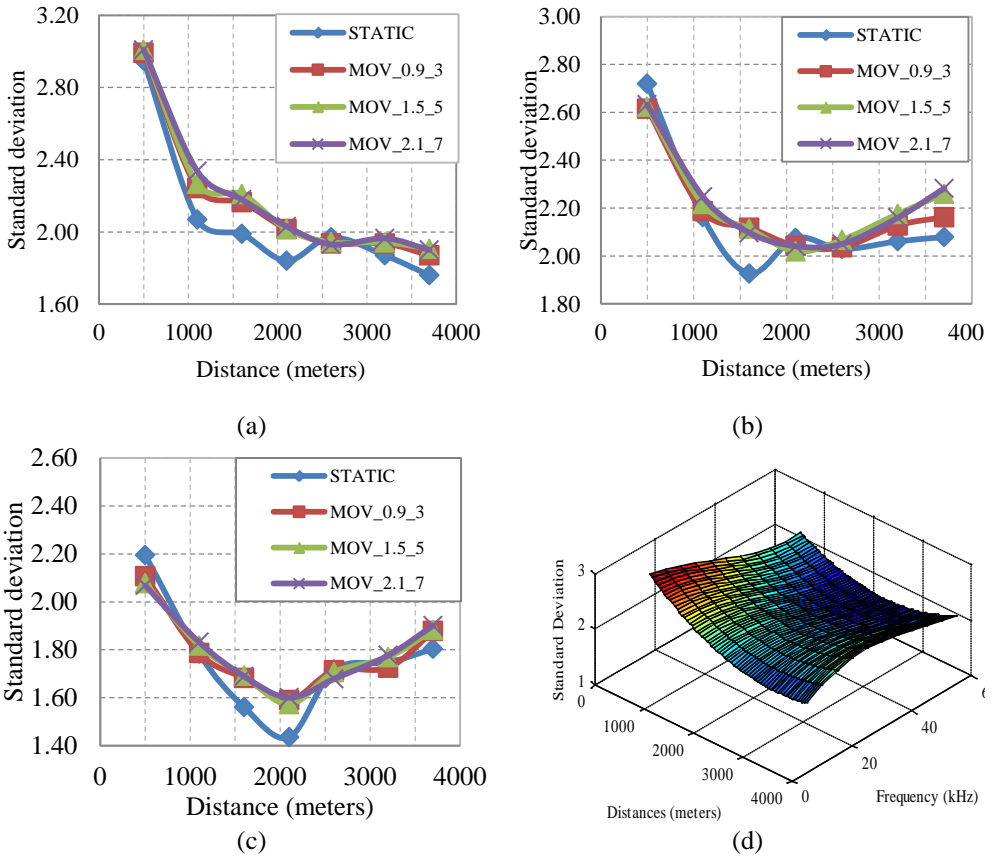 3.20
2.80
2.40
2.00
1.60
Standard deviation
0 1000 2000 3000 4000
Distance (meters)
STATIC
MOV_0.9_3
MOV_1.5_5
MOV_2.1_7
(a)
3.00
2.80
2.60
2.40
2.20
2.00
1.80
Standard deviation
0 1000 2000 3000 400
Distance (meters)
STATIC
MOV_0.9_3
MOV_1.5_5
MOV_2.1_7
(b)
2.60
2.40
2.20
2.00
1.80
1.60
1.40
Standard deviation
0 1000 2000 3000 4000
Distance (meters)
STATIC
MOV_0.9_3
MOV_1.5_5
MOV_2.1_7
(c)
3
2
1
Standard Deviation
0
1000
2000
3000
4000
Distances (meters)
0
20
40
6
Frequency (kHz)
(d)